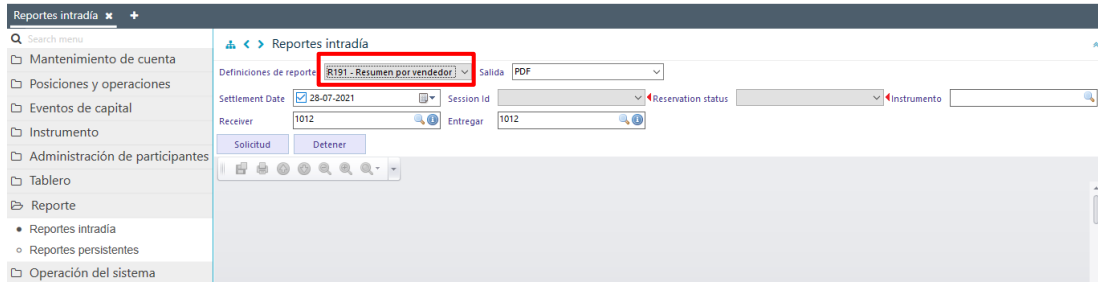 Reportes intradía
Search menu
Mantenimiento de cuenta
Posiciones y operaciones
Eventos de capital
Instrumento
Administración de participantes
Tablero
Reporte
Reportes intradía
Reportes persistentes
Operación del sistema
Reportes intradía
Definiciones de reporte R191 - Resumen por vendedor Salida PDF
Settlement Date 28-07-2021 Session Id Reservation status Instrumento
Receiver 1012 Entregar 1012
Solicitud Detener